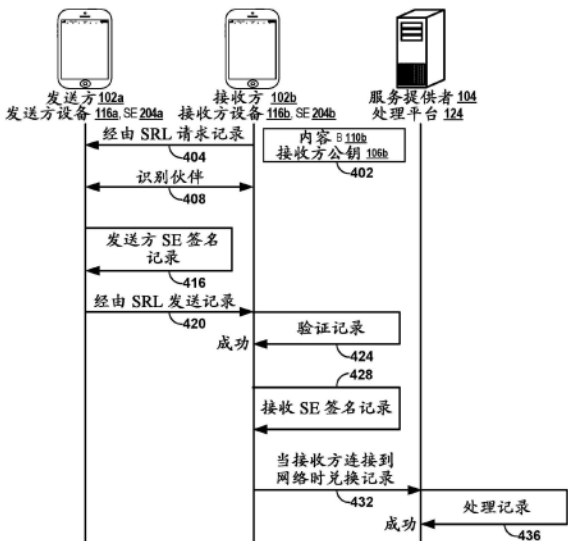 发送方 102a
发送方设备 116a, SE 204a
接收方 102b
接收方设备 116b, SE 204b
服务提供者 104
处理平台 124
经由 SRL 请求记录
404
内容 B 110b
接收方公钥 106b
402
识别伙伴
408
发送方 SE 签名
记录
416
经由 SRL 发送记录
420
验证记录
成功
424
428
接收 SE 签名记录
当接收方连接到
网络时兑换记录
432
处理记录
成功
436